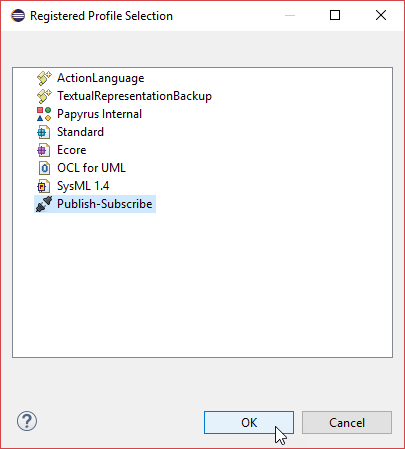 Registered Profile Selection
ActionLanguage
TextualRepresentationBackup
Papyrus Internal
Standard
Ecore
OCL for UML
SysML 1.4
Publish-Subscribe
OK
Cancel